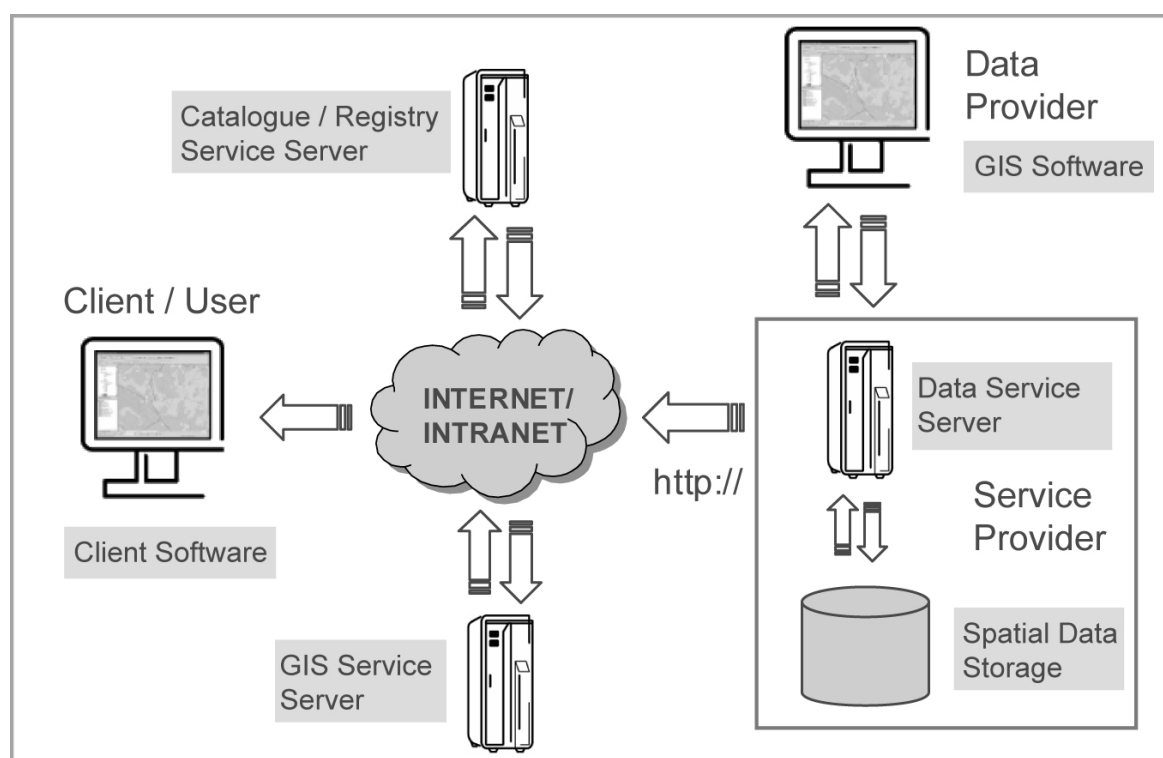 Catalogue / Registry
Service Server
Data
Provider
GIS Software
Client / User
INTERNET/
INTRANET
http://
Data Service
Server
Service
Provider
Client Software
GIS Service
Server
Spatial Data
Storage